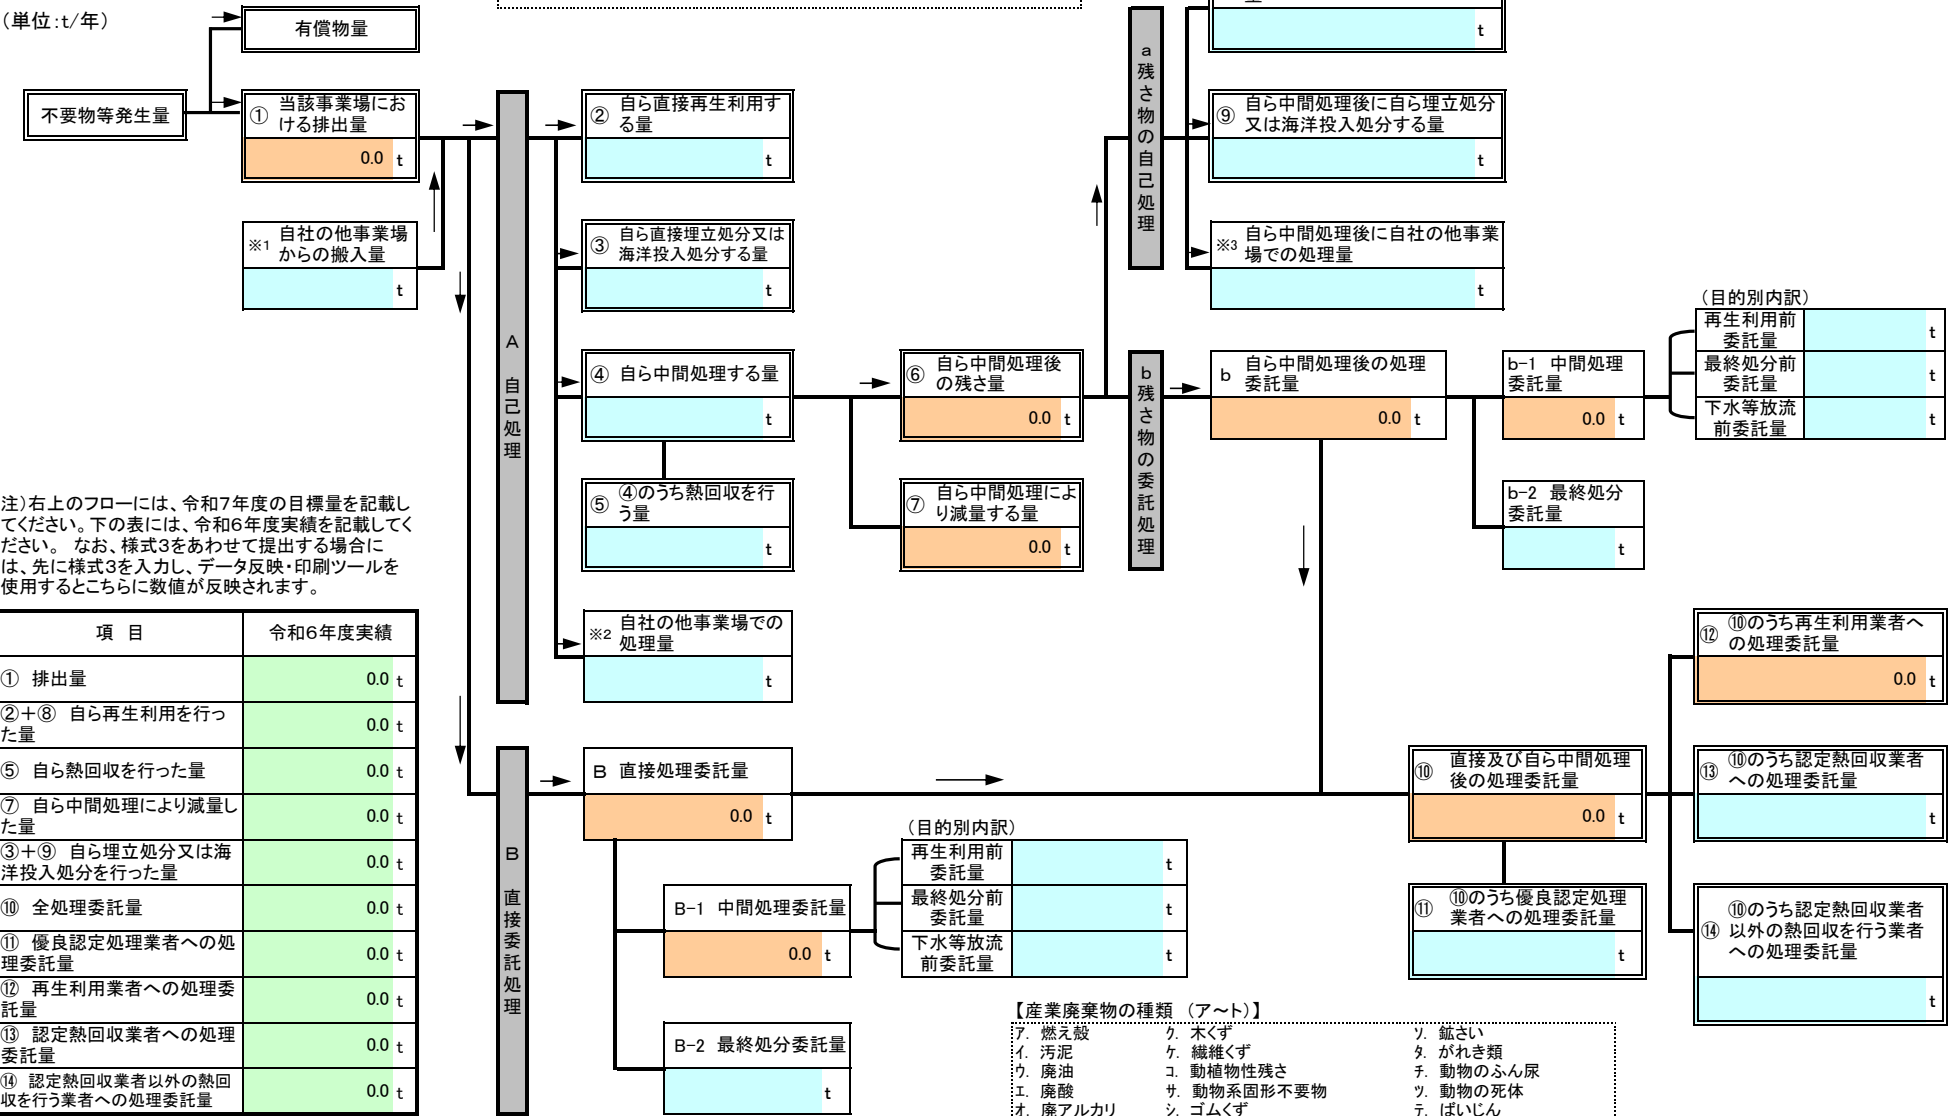 （単位：t/年）
有償物量
不要物等発生量
① 当該事業場にお
ける排出量
0.0 t
※1 自社の他事業場
からの搬入量
t
A
自己処理
② 自ら直接再生利用す
る量
t
③ 自ら直接埋立処分又は
海洋投入処分する量
t
④ 自ら中間処理する量
t
⑤ ④のうち熱回収を行
う量
t
※2 自社の他事業場での
処理量
t
⑥ 自ら中間処理後
の残さ量
0.0 t
⑦ 自ら中間処理によ
り減量する量
0.0 t
a
残さ物の自己処理
t
⑨ 自ら中間処理後に自ら埋立処分
又は海洋投入処分する量
t
※3 自ら中間処理後に自社の他事業
場での処理量
t
b
残さ物の委託処理
b 自ら中間処理後の処理
委託量
0.0 t
b-1 中間処理
委託量
0.0 t
b-2 最終処分
委託量
t
（目的別内訳）
再生利用前
委託量
t
最終処分前
委託量
t
下水等放流
前委託量
t
注）右上のフローには、令和7年度の目標量を記載し
てください。下の表には、令和6年度実績を記載してく
ださい。 なお、様式3をあわせて提出する場合に
は、先に様式3を入力し、データ反映・印刷ツールを
使用するとこちらに数値が反映されます。
項 目 令和6年度実績
① 排出量 0.0 t
②＋⑧ 自ら再生利用を行っ
た量 0.0 t
⑤ 自ら熱回収を行った量 0.0 t
⑦ 自ら中間処理により減量し
た量 0.0 t
③＋⑨ 自ら埋立処分又は海
洋投入処分を行った量 0.0 t
⑩ 全処理委託量 0.0 t
⑪ 優良認定処理業者への処
理委託量 0.0 t
⑫ 再生利用業者への処理委
託量 0.0 t
⑬ 認定熱回収業者への処理
委託量 0.0 t
⑭ 認定熱回収業者以外の熱回
収を行う業者への処理委託量 0.0 t
B
直接委託処理
B 直接処理委託量
0.0 t
B-1 中間処理委託量
0.0 t
B-2 最終処分委託量
t
（目的別内訳）
再生利用前
委託量
t
最終処分前
委託量
t
下水等放流
前委託量
t
⑩ 直接及び自ら中間処理
後の処理委託量
0.0 t
⑪ ⑩のうち優良認定処理
業者への処理委託量
t
⑫ ⑩のうち再生利用業者へ
の処理委託量
0.0 t
⑬ ⑩のうち認定熱回収業者
への処理委託量
t
⑭ ⑩のうち認定熱回収業者
以外の熱回収を行う業者
への処理委託量
t
【産業廃棄物の種類 （ア～ト）】
ア. 燃え殻 ク. 木くず ソ. 鉱さい
イ. 汚泥 ケ. 繊維くず タ. がれき類
ウ. 廃油 コ. 動植物性残さ チ. 動物のふん尿
エ. 廃酸 サ. 動物系固形不要物 ツ. 動物の死体
オ. 廃アルカリ シ. ゴムくず テ. ばいじん